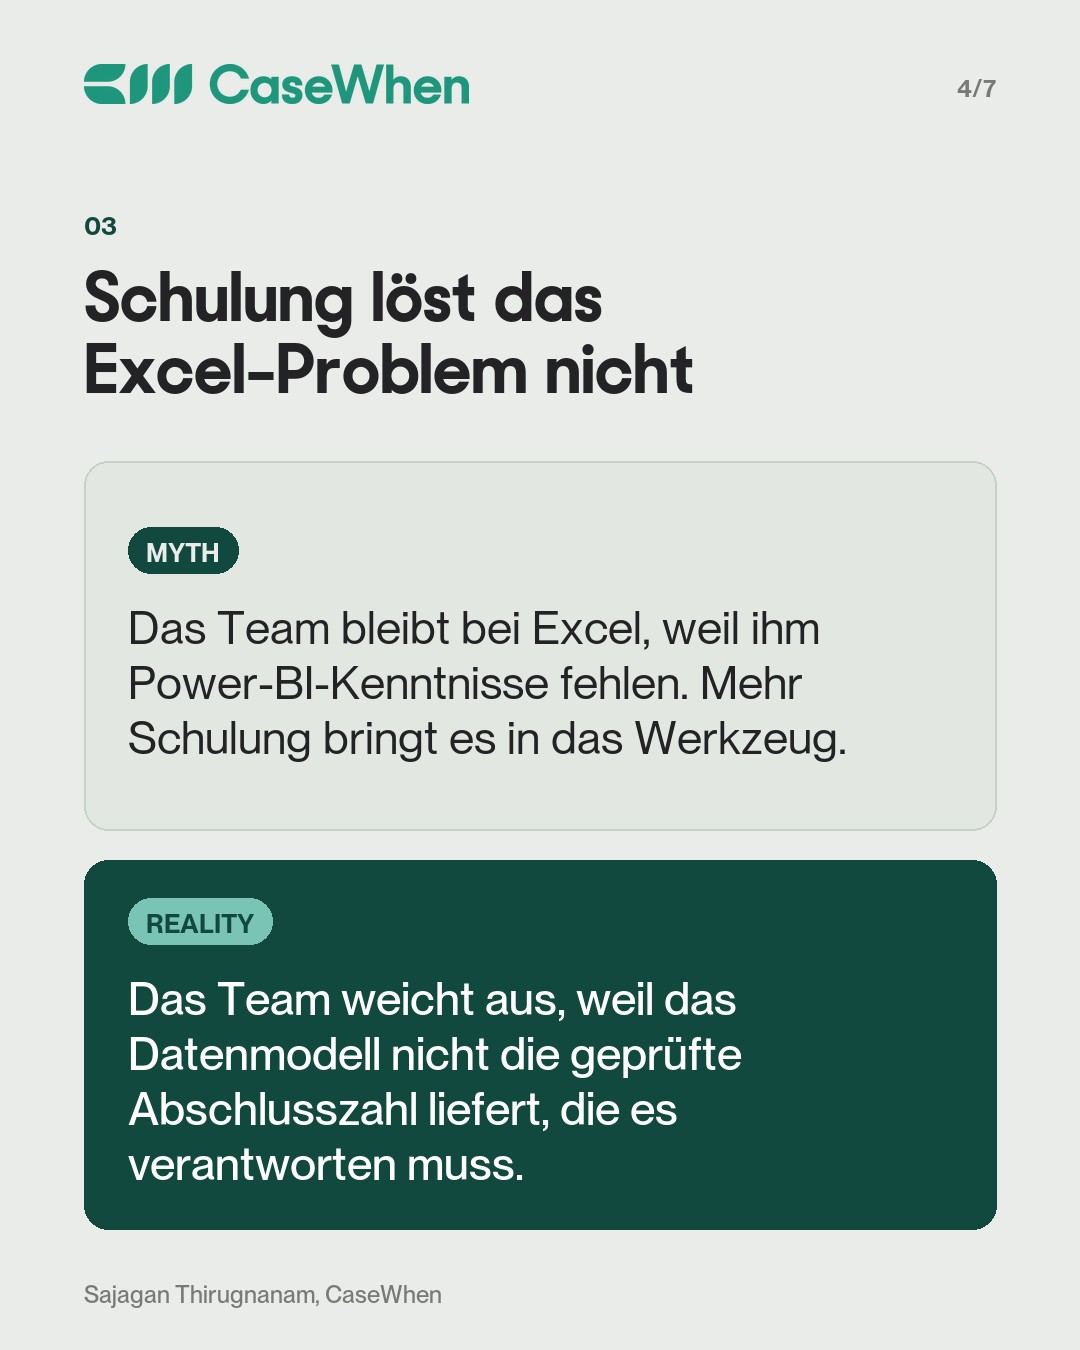 CaseWhen
4/7
03
Schulung löst das
Excel-Problem nicht
MYTH
Das Team bleibt bei Excel, weil ihm
Power-BI-Kenntnisse fehlen. Mehr
Schulung bringt es in das Werkzeug.
REALITY
Das Team weicht aus, weil das
Datenmodell nicht die geprüfte
Abschlusszahl liefert, die es
verantworten muss.
Sajagan Thirugnanam, CaseWhen